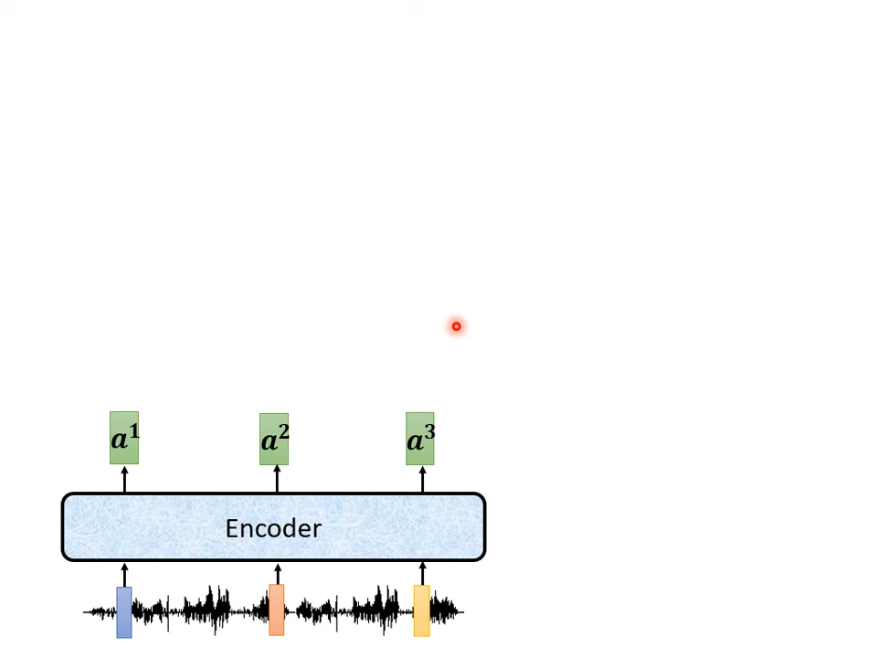 a¹ a² a³
Encoder